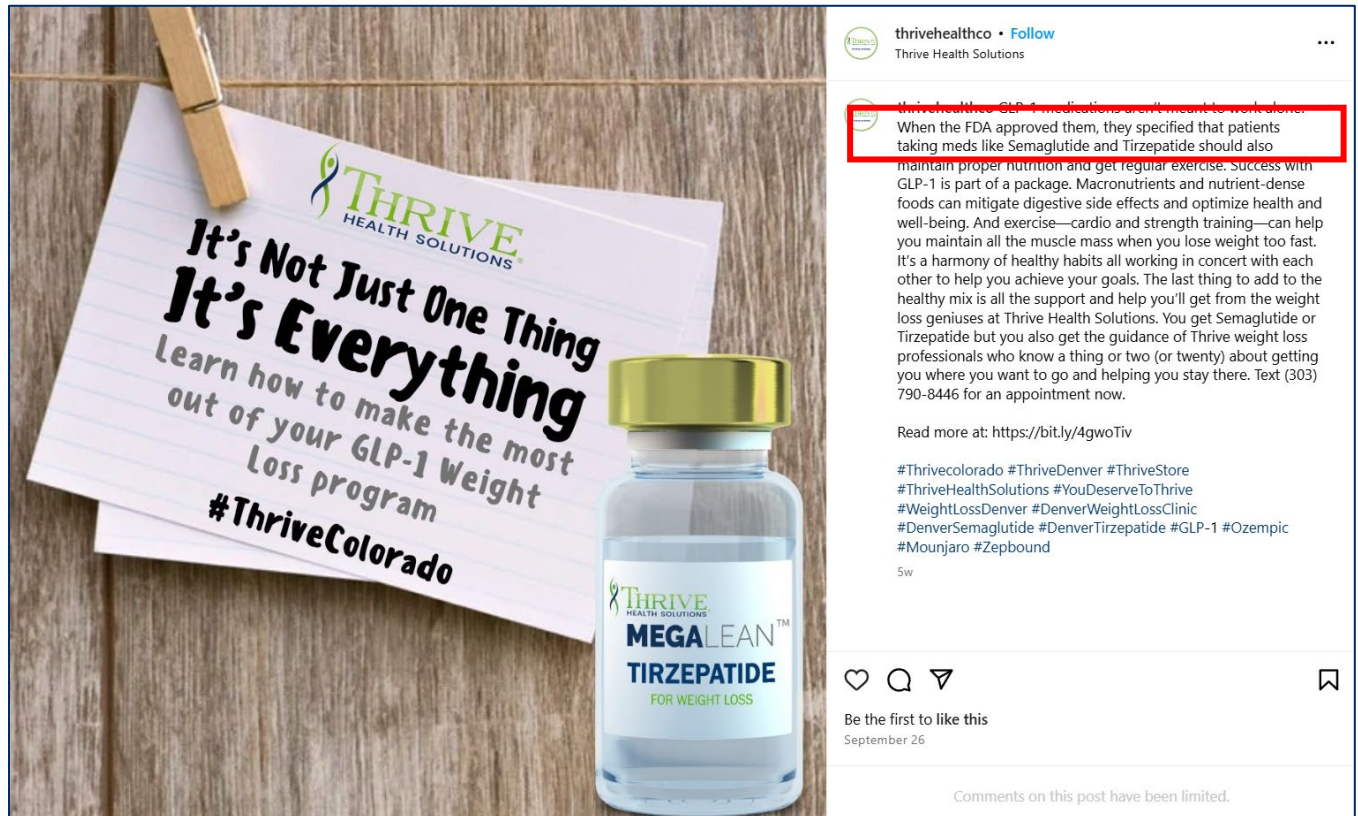 THRIVE
HEALTH SOLUTIONS
It's Not Just One Thing
It's Everything
Learn how to make the most
out of your GLP-1 Weight
Loss program
#ThriveColorado
THRIVE
HEALTH SOLUTIONS
MEGALEAN™
TIRZEPATIDE
FOR WEIGHT LOSS
thrivehealthco • Follow
Thrive Health Solutions
thrivehealthco GLP-1 medications aren't meant to work alone.
When the FDA approved them, they specified that patients
taking meds like Semaglutide and Tirzepatide should also
maintain proper nutrition and get regular exercise. Success with
GLP-1 is part of a package. Macronutrients and nutrient-dense
foods can mitigate digestive side effects and optimize health and
well-being. And exercise—cardio and strength training—can help
you maintain all the muscle mass when you lose weight too fast.
It's a harmony of healthy habits all working in concert with each
other to help you achieve your goals. The last thing to add to the
healthy mix is all the support and help you'll get from the weight
loss geniuses at Thrive Health Solutions. You get Semaglutide or
Tirzepatide but you also get the guidance of Thrive weight loss
professionals who know a thing or two (or twenty) about getting
you where you want to go and helping you stay there. Text (303)
790-8446 for an appointment now.
Read more at: https://bit.ly/4gwoTiv
#Thrivecolorado #ThriveDenver #ThriveStore
#ThriveHealthSolutions #YouDeserveToThrive
#WeightLossDenver #DenverWeightLossClinic
#DenverSemaglutide #DenverTirzepatide #GLP-1 #Ozempic
#Mounjaro #Zepbound
5w
Be the first to like this
September 26
Comments on this post have been limited.